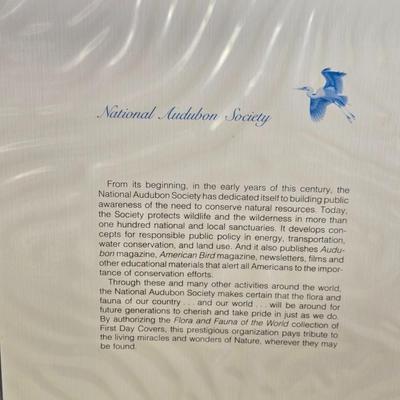 National Audubon Society
From its beginning, in the early years of this century, the
National Audubon Society has dedicated itself to building public
awareness of the need to conserve natural resources. Today,
the Society protects wildlife and the wilderness in more than
one hundred national and local sanctuaries. It develops con-
cepts for responsible public policy in energy, transportation,
water conservation, and land use. And it also publishes Audu-
bon magazine, American Bird magazine, newsletters, films and
other educational materials that alert all Americans to the impor-
tance of conservation efforts.
Through these and many other activities around the world,
the National Audubon Society makes certain that the flora and
fauna of our country . . . and our world . . . will be around for
future generations to cherish and take pride in just as we do.
By authorizing the Flora and Fauna of the World collection of
First Day Covers, this prestigious organization pays tribute to
the living miracles and wonders of Nature, wherever they may
be found.